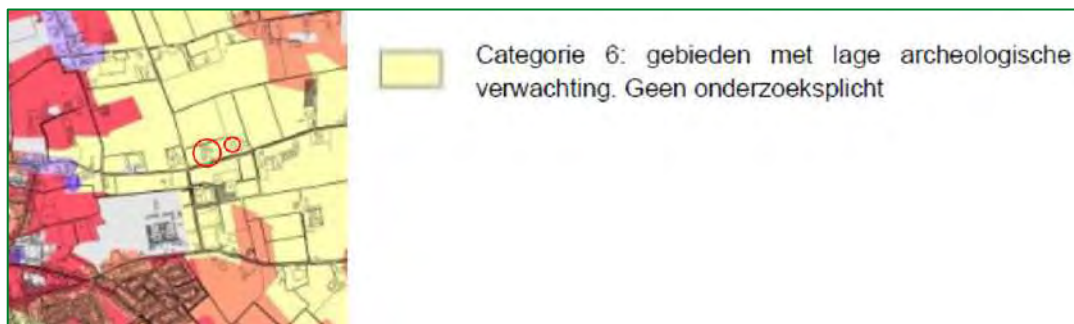 Categorie 6: gebieden met lage archeologische
verwachting. Geen onderzoeksplicht